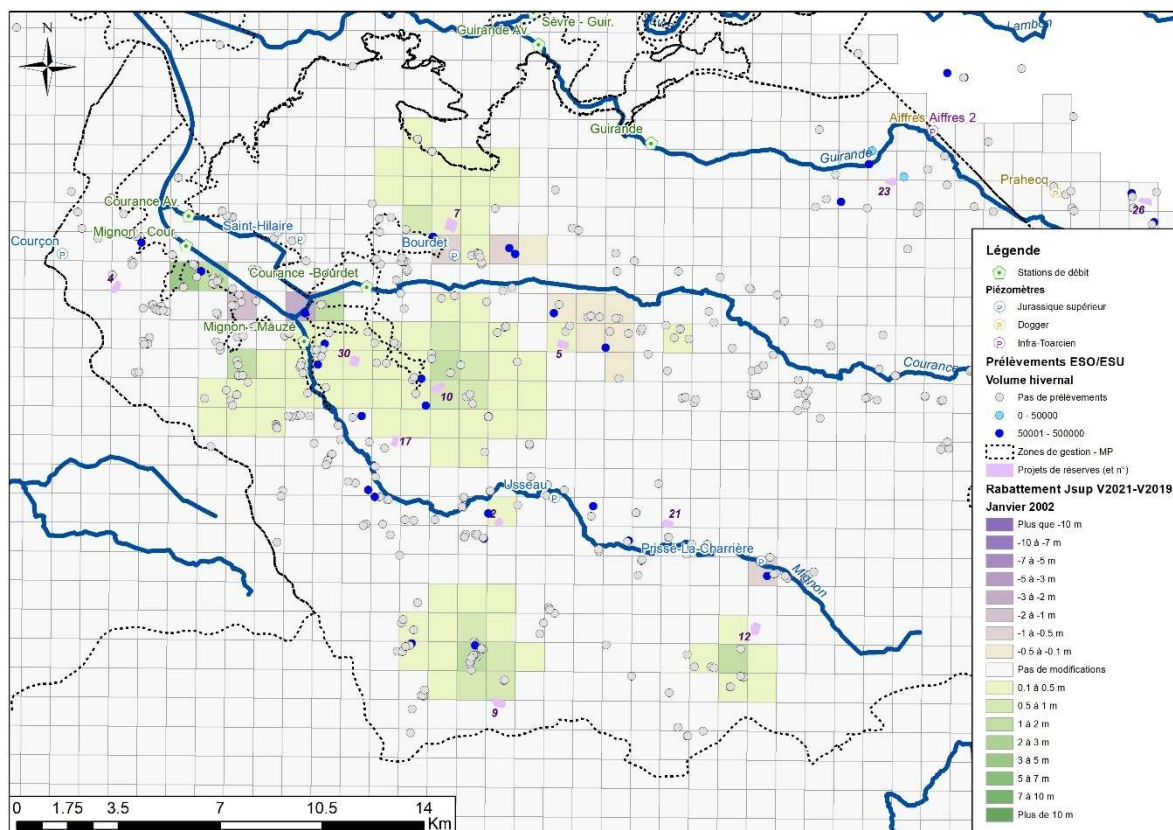 N
Sèvre - Guir.
Guirande Av.
Lambon
Guirande
Aiffres Aiffres 2
Guirande
23
Prahecq
26
Courance Av.
Saint-Hilaire
7
Mignon - Cour.
Bourdet
Courçon
Courance -Bourdet
4
Mignon - Mauzé
30
5
Courance
10
17
Usseau
2
21
Prissé-La-Charrière
Mignon
12
9
0 1.75 3.5 7 10.5 14
Km
Légende
Stations de débit
Piézomètres
Jurassique supérieur
Dogger
Infra-Toarcien
Prélèvements ESO/ESU
Volume hivernal
Pas de prélèvements
0 - 50000
50001 - 500000
Zones de gestion - MP
Projets de réserves (et n°)
Rabattement Jsup V2021-V2019
Janvier 2002
Plus que -10 m
-10 à -7 m
-7 à -5 m
-5 à -3 m
-3 à -2 m
-2 à -1 m
-1 à -0.5 m
-0.5 à -0.1 m
Pas de modifications
0.1 à 0.5 m
0.5 à 1 m
1 à 2 m
2 à 3 m
3 à 5 m
5 à 7 m
7 à 10 m
Plus de 10 m